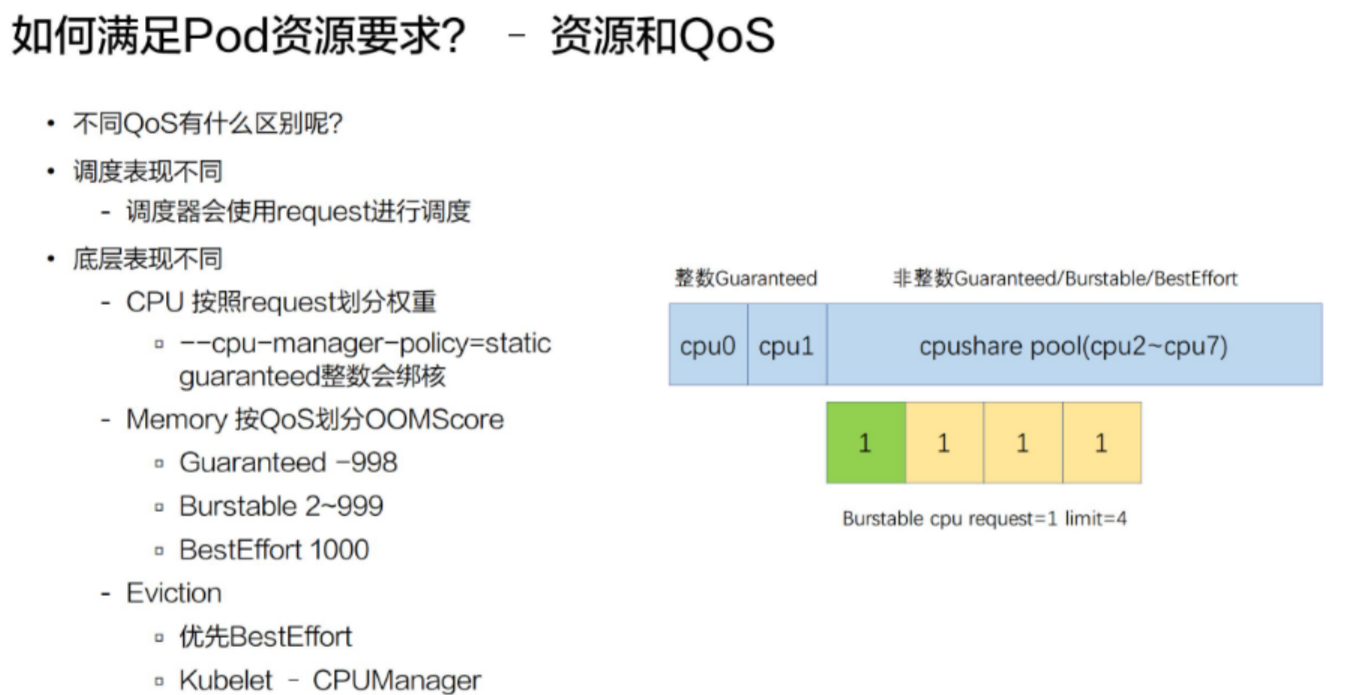 如何满足Pod资源要求? - 资源和QoS
• 不同QoS有什么区别呢?
• 调度表现不同
- 调度器会使用request进行调度
• 底层表现不同
- CPU 按照request划分权重
▫ --cpu-manager-policy=static
guaranteed整数会绑核
- Memory 按QoS划分OOMScore
▫ Guaranteed -998
▫ Burstable 2~999
▫ BestEffort 1000
- Eviction
▫ 优先BestEffort
▫ Kubelet - CPUManager
整数Guaranteed 非整数Guaranteed/Burstable/BestEffort
cpu0 cpu1 cpushare pool(cpu2~cpu7)
1 1 1 1
Burstable cpu request=1 limit=4